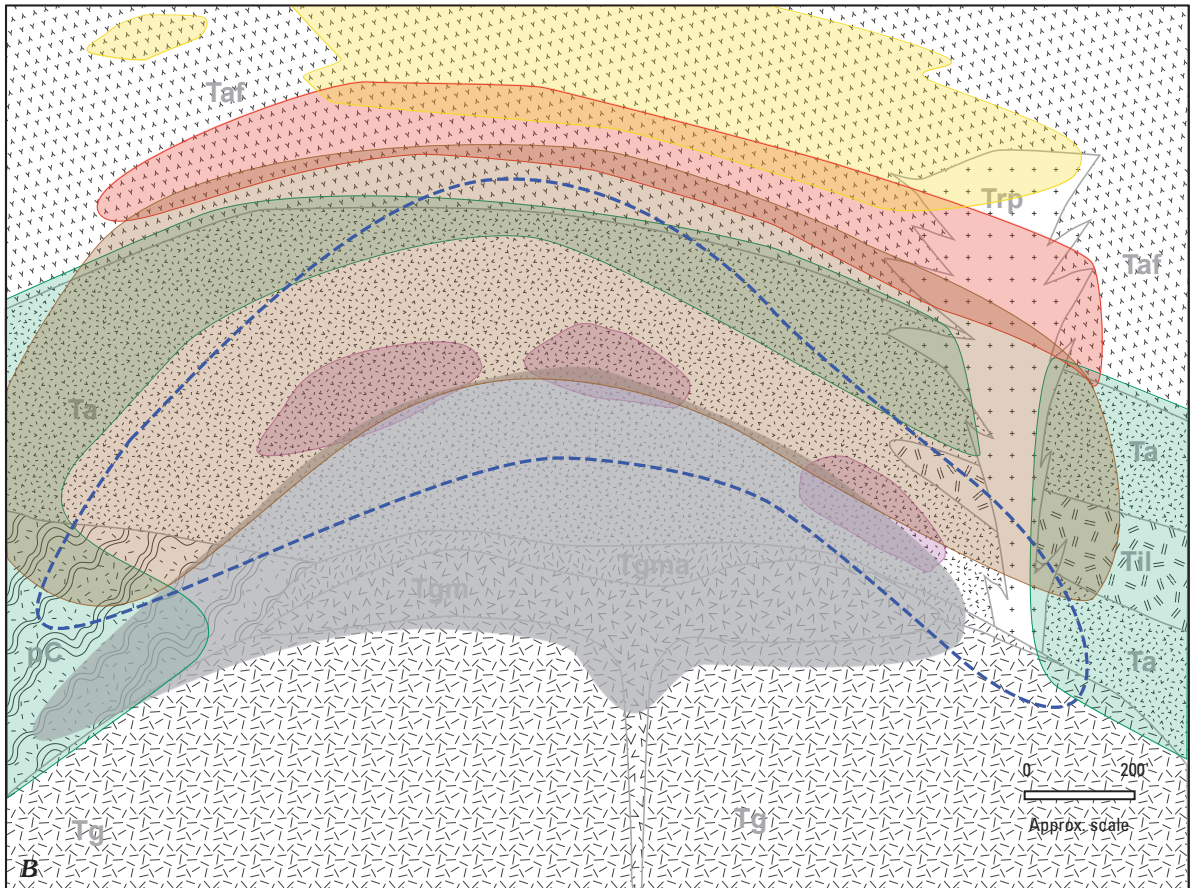 Taf
Trp
Taf
Ta
Ta
Tgma
Til
Tgm
pC
Ta
0 200'
Approx. scale
Tg
Tg
B